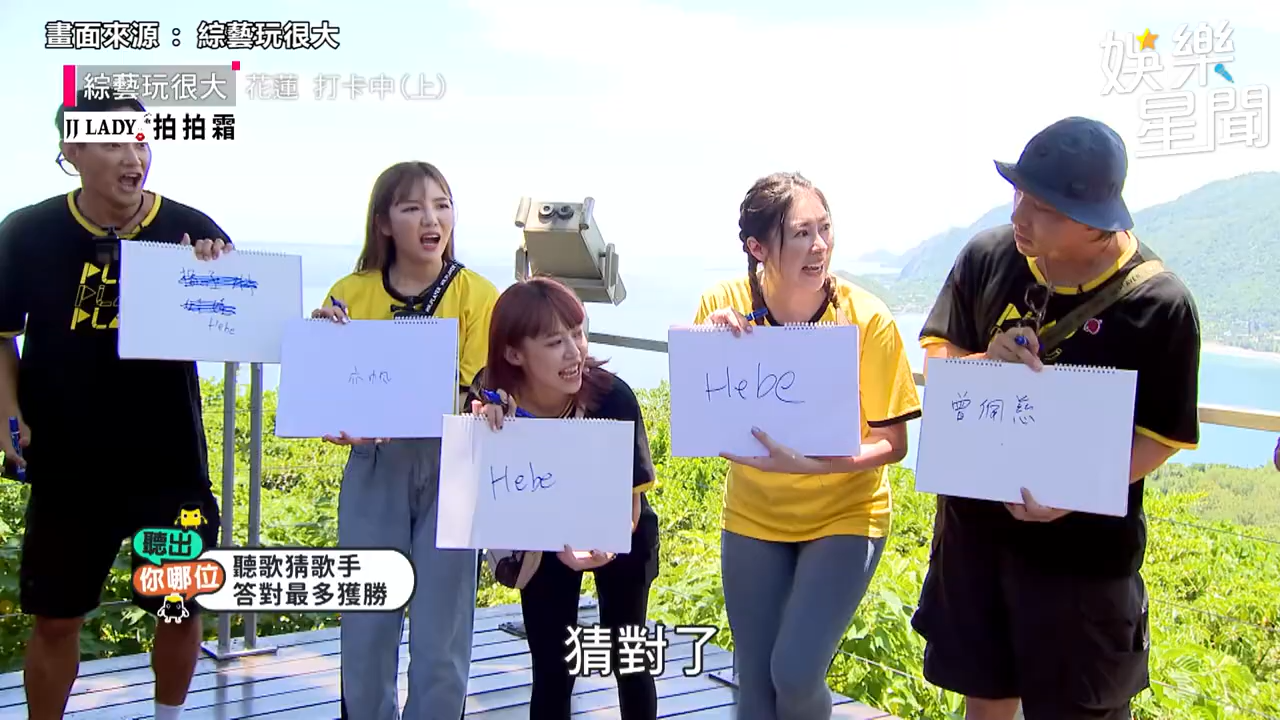 畫面來源：綜藝玩很大
綜藝玩很大 花蓮 打卡中(上)
JJ LADY 拍拍霜
娛樂
星聞
Hebe
亦帆
Hebe
Hebe
曾佩慈
聽出
你哪位
聽歌猜歌手
答對最多獲勝
猜對了